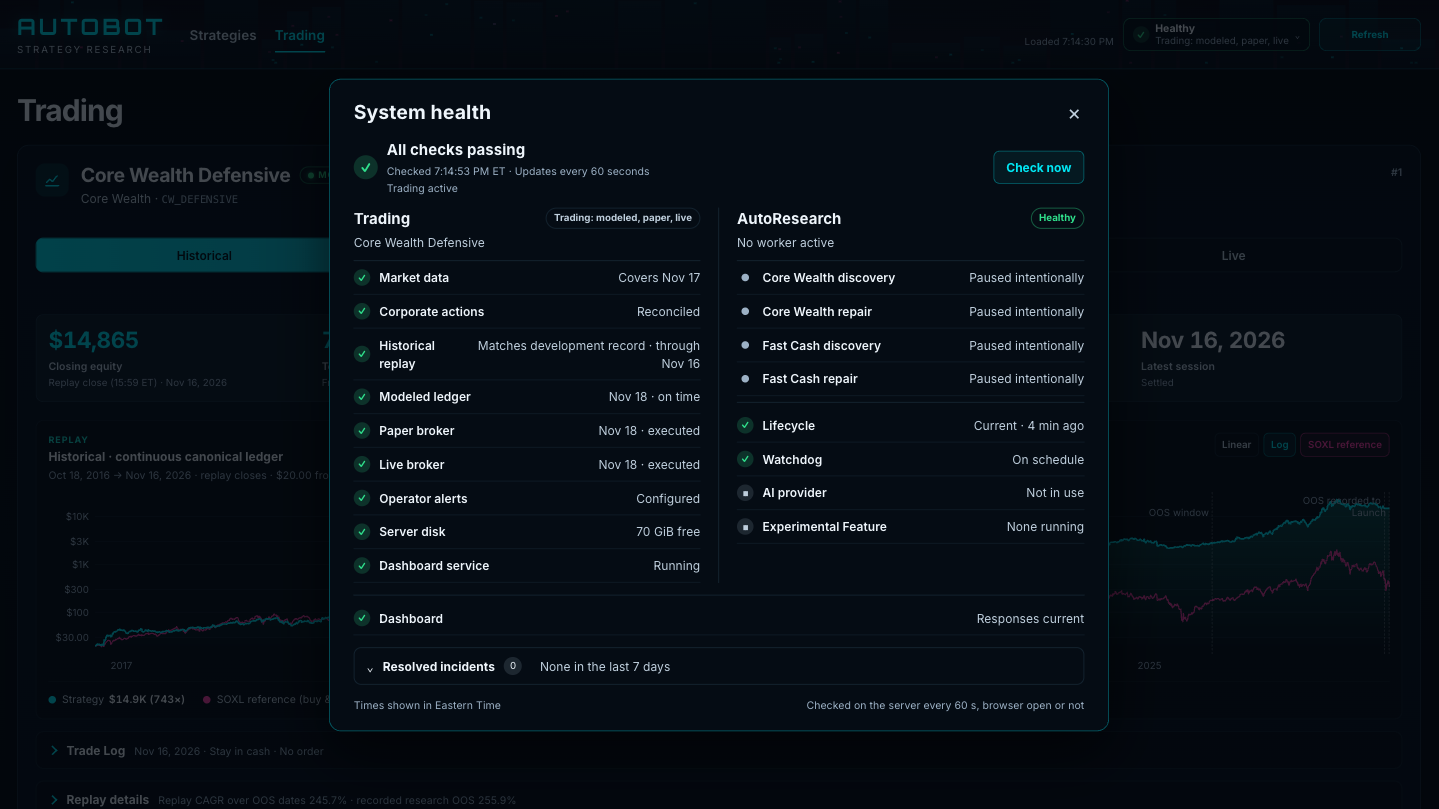 AUTOBOT
STRATEGY RESEARCH
Strategies
Trading
Loaded 7:14:30 PM
Healthy
Trading: modeled, paper, live
Refresh
Trading
Core Wealth Defensive
#1
Core Wealth · CW_DEFENSIVE
Historical
Live
$14,865
Closing equity
Replay close (15:59 ET) · Nov 16, 2026
Nov 16, 2026
Latest session
Settled
REPLAY
Historical · continuous canonical ledger
Oct 18, 2016 → Nov 16, 2026 · replay closes · $20.00
Linear
Log
SOXL reference
$10K
$3K
$1K
$300
$100
$30.00
2017
2025
OOS window
OOS recorded to
Launch
Strategy $14.9K (743×)
SOXL reference (buy &
Trade Log
Nov 16, 2026 · Stay in cash · No order
Replay details
Replay CAGR over OOS dates 245.7% · recorded research OOS 255.9%
System health
×
All checks passing
Checked 7:14:53 PM ET · Updates every 60 seconds
Trading active
Check now
Trading
Trading: modeled, paper, live
Core Wealth Defensive
Market data
Covers Nov 17
Corporate actions
Reconciled
Historical replay
Matches development record · through Nov 16
Modeled ledger
Nov 18 · on time
Paper broker
Nov 18 · executed
Live broker
Nov 18 · executed
Operator alerts
Configured
Server disk
70 GiB free
Dashboard service
Running
AutoResearch
Healthy
No worker active
Core Wealth discovery
Paused intentionally
Core Wealth repair
Paused intentionally
Fast Cash discovery
Paused intentionally
Fast Cash repair
Paused intentionally
Lifecycle
Current · 4 min ago
Watchdog
On schedule
AI provider
Not in use
Experimental Feature
None running
Dashboard
Responses current
Resolved incidents
0
None in the last 7 days
Times shown in Eastern Time
Checked on the server every 60 s, browser open or not